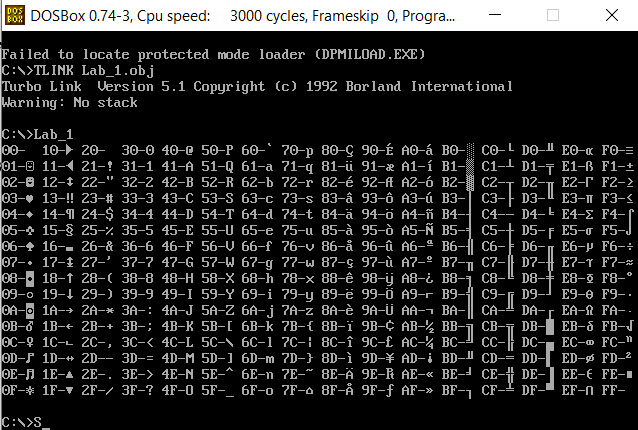 DOSBox 0.74-3, Cpu speed:    3000 cycles, Frameskip  0, Progra...
Failed to locate protected mode loader (DPMILOAD.EXE)
C:\>TLINK Lab_1.obj
Turbo Link  Version 5.1 Copyright (c) 1992 Borland International
Warning: No stack
C:\>Lab_1
00-  10-► 20-  30-0 40-@ 50-P 60-` 70-p 80-Ç 90-É A0-á B0-░ C0-└ D0-╨ E0-α F0-≡
01-☺ 11-◄ 21-! 31-1 41-A 51-Q 61-a 71-q 81-ü 91-æ A1-í B1-▒ C1-┴ D1-╤ E1-ß F1-±
02-☻ 12-↕ 22-" 32-2 42-B 52-R 62-b 72-r 82-é 92-Æ A2-ó B2-▓ C2-┬ D2-╥ E2-Γ F2-≥
03-♥ 13-‼ 23-# 33-3 43-C 53-S 63-c 73-s 83-â 93-ô A3-ú B3-│ C3-├ D3-╙ E3-π F3-≤
04-♦ 14-¶ 24-$ 34-4 44-D 54-T 64-d 74-t 84-ä 94-ö A4-ñ B4-┤ C4-─ D4-╘ E4-Σ F4-⌠
05-♣ 15-§ 25-% 35-5 45-E 55-U 65-e 75-u 85-à 95-ò A5-Ñ B5-╡ C5-┼ D5-╒ E5-σ F5-⌡
06-♠ 16-▬ 26-& 36-6 46-F 56-V 66-f 76-v 86-å 96-û A6-ª B6-╢ C6-╞ D6-╓ E6-µ F6-÷
07-• 17-↨ 27-' 37-7 47-G 57-W 67-g 77-w 87-ç 97-ù A7-º B7-╖ C7-╟ D7-╫ E7-τ F7-≈
08-◘ 18-↑ 28-( 38-8 48-H 58-X 68-h 78-x 88-ê 98-ÿ A8-¿ B8-╕ C8-╚ D8-╪ E8-Φ F8-°
09-○ 19-↓ 29-) 39-9 49-I 59-Y 69-i 79-y 89-ë 99-Ö A9-⌐ B9-╣ C9-╔ D9-┘ E9-Θ F9-∙
0A-◙ 1A-→ 2A-* 3A-: 4A-J 5A-Z 6A-j 7A-z 8A-è 9A-Ü AA-¬ BA-║ CA-╩ DA-┌ EA-Ω FA-·
0B-♂ 1B-← 2B-+ 3B-; 4B-K 5B-[ 6B-k 7B-{ 8B-ï 9B-¢ AB-½ BB-╗ CB-╦ DB-█ EB-δ FB-√
0C-♀ 1C-∟ 2C-, 3C-< 4C-L 5C-\ 6C-l 7C-¦ 8C-î 9C-£ AC-¼ BC-╝ CC-╠ DC-▄ EC-∞ FC-ⁿ
0D-♪ 1D-↔ 2D-- 3D-= 4D-M 5D-] 6D-m 7D-} 8D-ì 9D-¥ AD-¡ BD-╜ CD-═ DD-▌ ED-ø FD-²
0E-♫ 1E-▲ 2E-. 3E-> 4E-N 5E-^ 6E-n 7E-~ 8E-Ä 9E-₧ AE-« BE-╛ CE-╬ DE-▐ EE-ε FE-■
0F-☼ 1F-▼ 2F-/ 3F-? 4F-O 5F-_ 6F-o 7F-⌂ 8F-Å 9F-ƒ AF-» BF-┐ CF-╧ DF-▀ EF-∩ FF-
C:\>S_